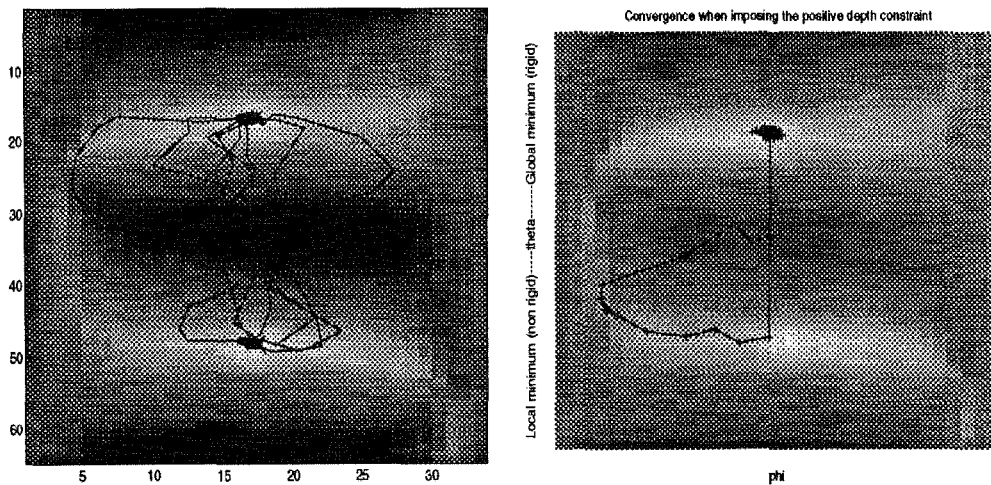 10
20
30
40
50
60
5 10 15 20 25 30
Convergence when imposing the positive depth constraint
Local minimum (non rigid)-----theta-------Global minimum (rigid)
phi